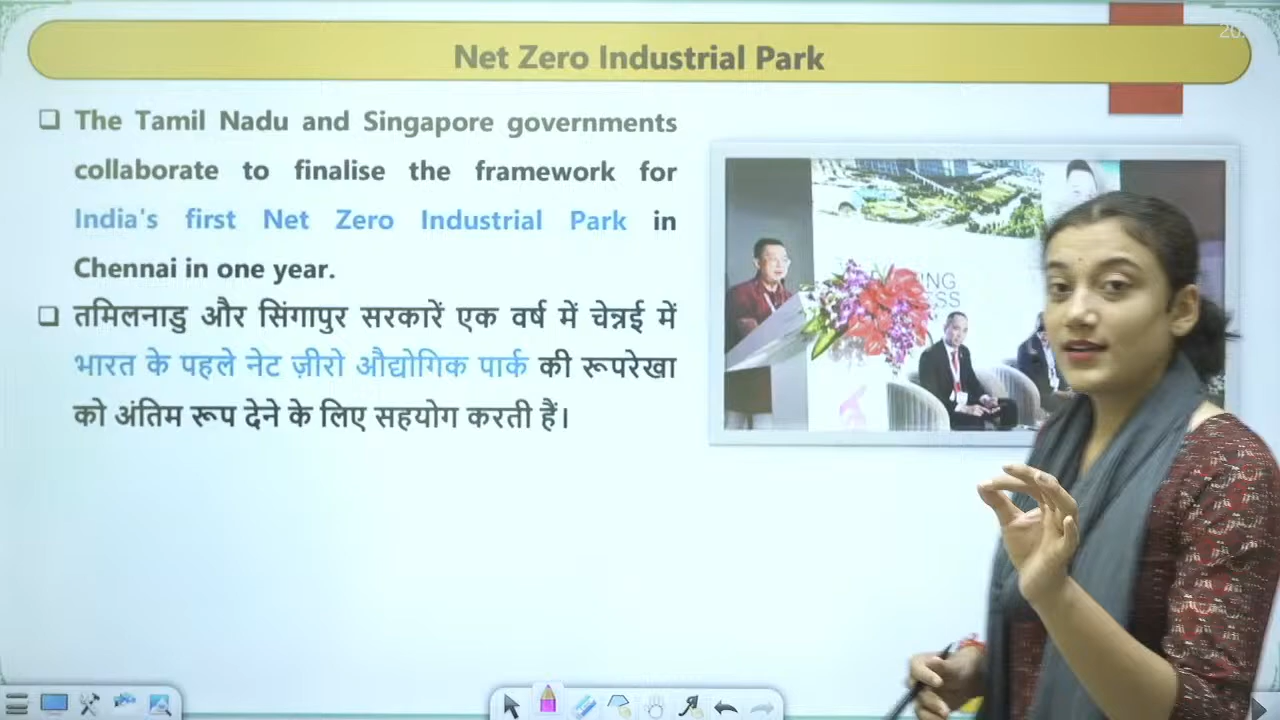 Net Zero Industrial Park
The Tamil Nadu and Singapore governments
collaborate to finalise the framework for
India's first Net Zero Industrial Park in
Chennai in one year.
तमिलनाडु और सिंगापुर सरकारें एक वर्ष में चेन्नई में
भारत के पहले नेट ज़ीरो औद्योगिक पार्क की रूपरेखा
को अंतिम रूप देने के लिए सहयोग करती हैं।